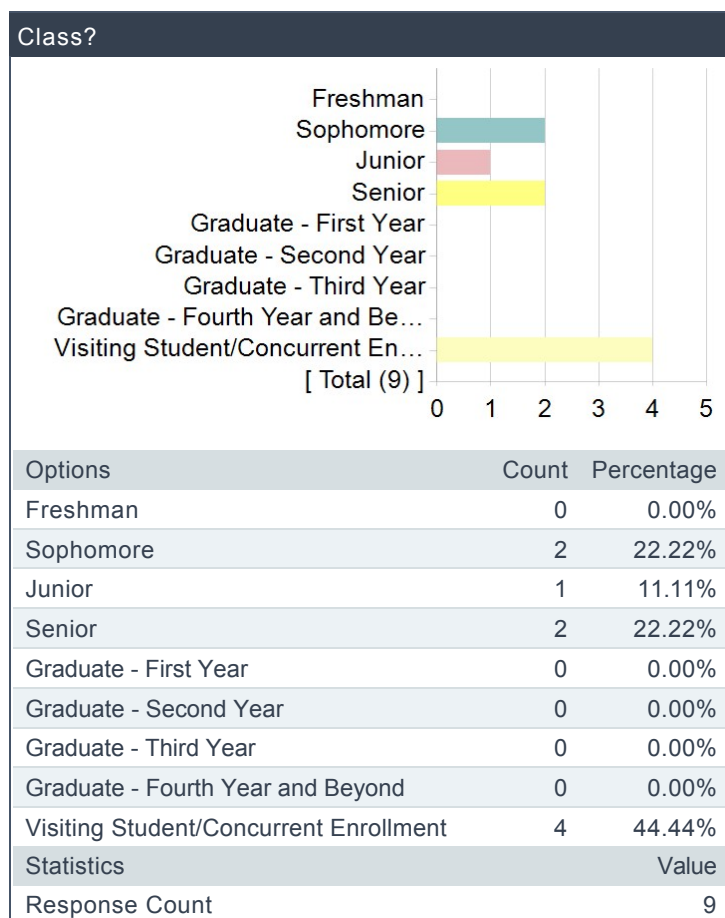 Class?
Freshman
Sophomore
Junior
Senior
Graduate - First Year
Graduate - Second Year
Graduate - Third Year
Graduate - Fourth Year and Be…
Visiting Student/Concurrent En…
[ Total (9) ]
0 1 2 3 4 5
Options Count Percentage
Freshman 0 0.00%
Sophomore 2 22.22%
Junior 1 11.11%
Senior 2 22.22%
Graduate - First Year 0 0.00%
Graduate - Second Year 0 0.00%
Graduate - Third Year 0 0.00%
Graduate - Fourth Year and Beyond 0 0.00%
Visiting Student/Concurrent Enrollment 4 44.44%
Statistics Value
Response Count 9